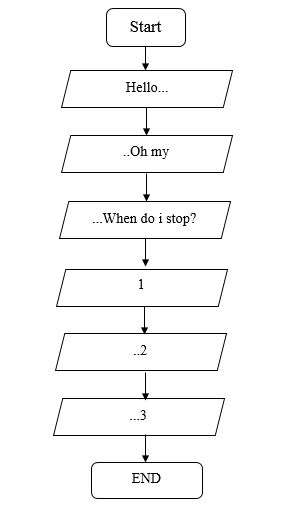 Start
Hello...
..Oh my
...When do i stop?
1
..2
...3
END